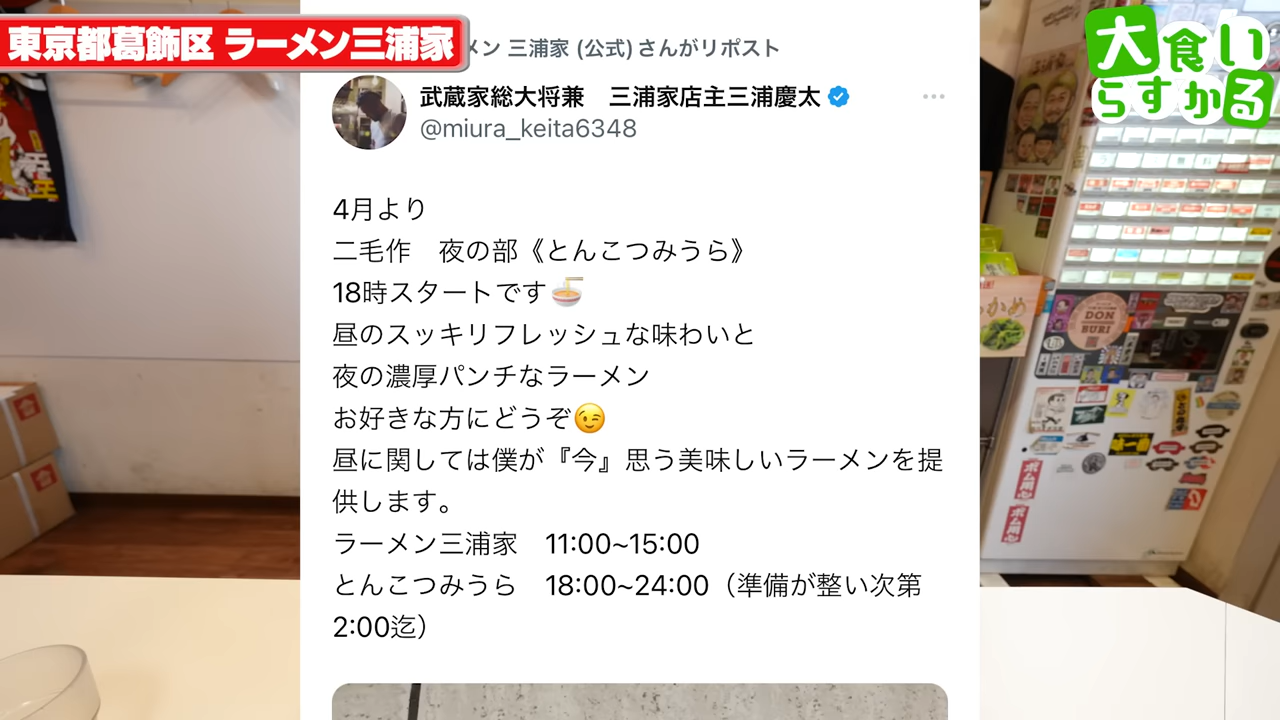 東京都葛飾区 ラーメン三浦家
大食い
らすかる
メン 三浦家 (公式)さんがリポスト
武蔵家総大将兼　三浦家店主三浦慶太
@miura_keita6348
4月より
二毛作　夜の部《とんこつみうら》
18時スタートです🍜
昼のスッキリフレッシュな味わいと
夜の濃厚パンチなラーメン
お好きな方にどうぞ😉
昼に関しては僕が『今』思う美味しいラーメンを提
供します。
ラーメン三浦家　11:00~15:00
とんこつみうら　18:00~24:00（準備が整い次第
2:00迄）
DON
BURI